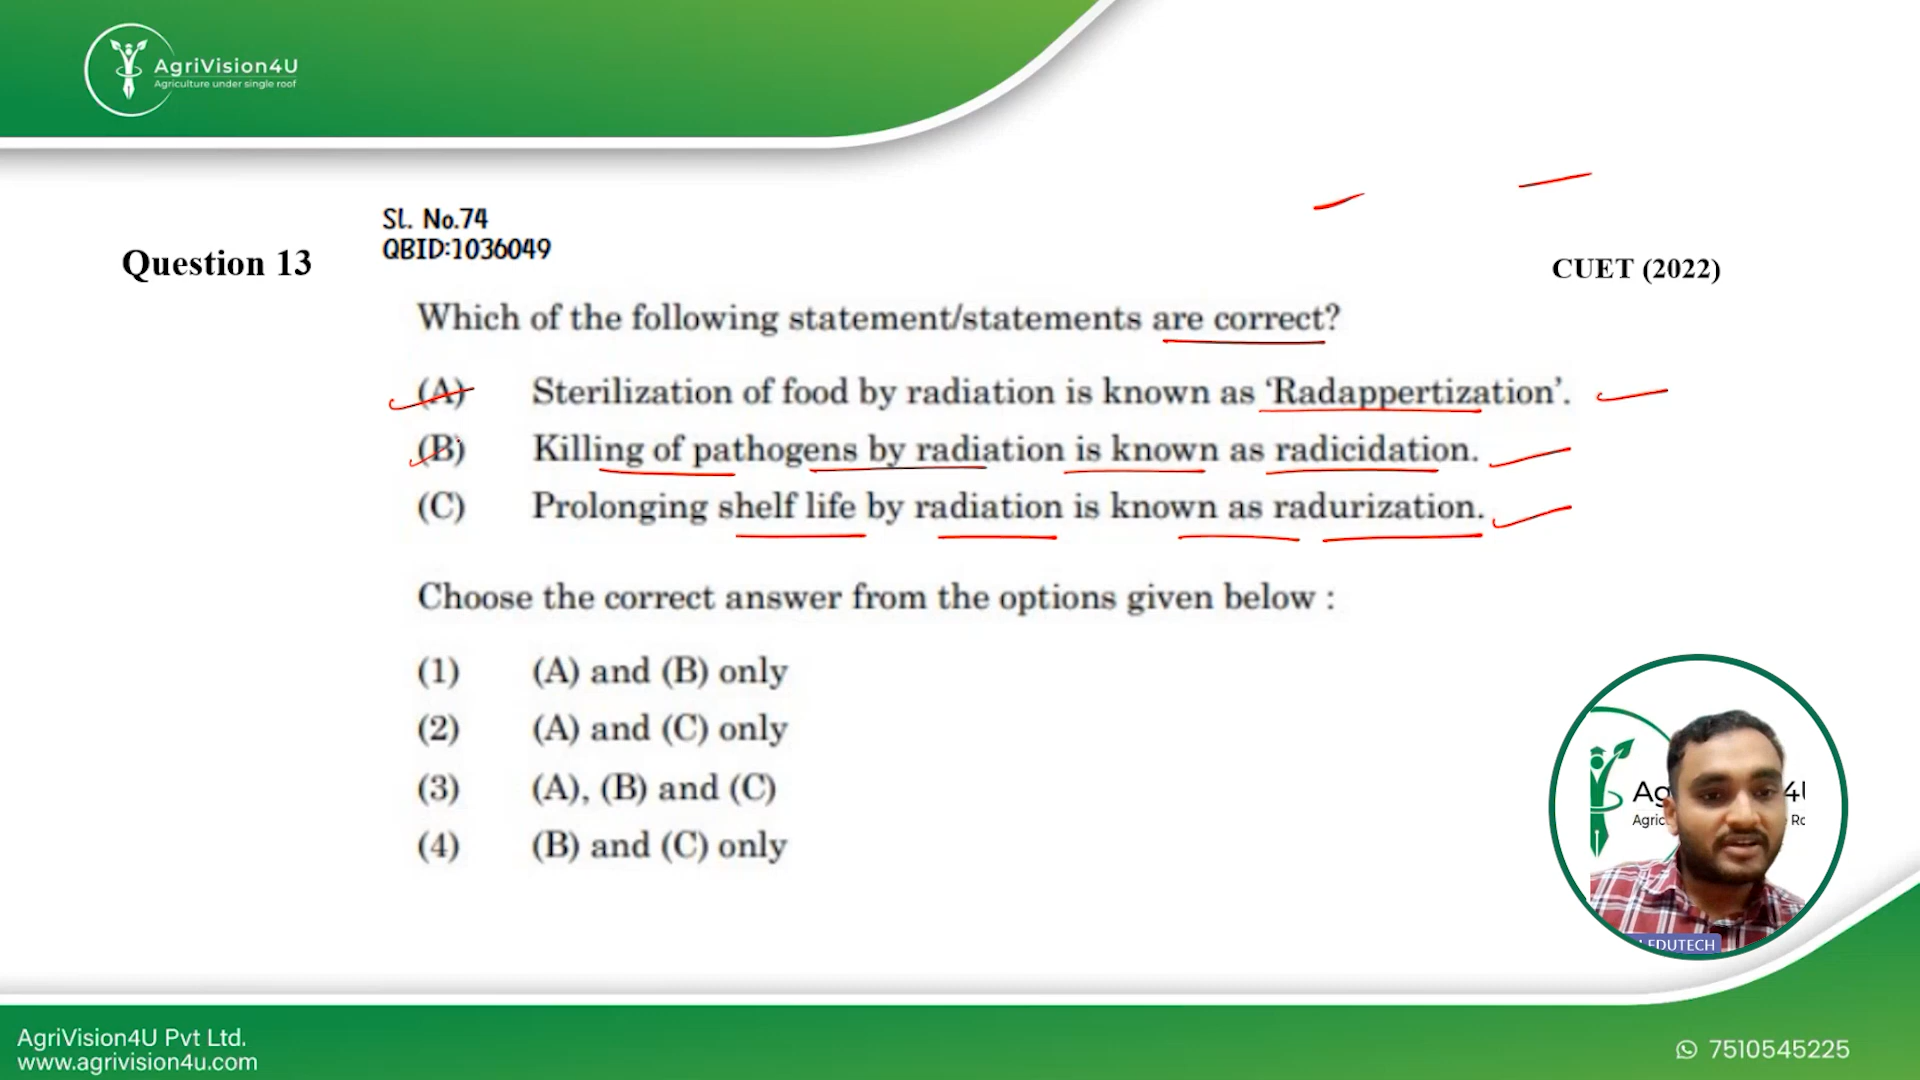 AgriVision4U
Agriculture under single roof
Sl. No.74
QBID:1036049
Question 13
CUET (2022)
Which of the following statement/statements are correct?
(A) Sterilization of food by radiation is known as ‘Radappertization’.
(B) Killing of pathogens by radiation is known as radicidation.
(C) Prolonging shelf life by radiation is known as radurization.
Choose the correct answer from the options given below :
(1) (A) and (B) only
(2) (A) and (C) only
(3) (A), (B) and (C)
(4) (B) and (C) only
EDUTECH
AgriVision4U Pvt Ltd.
www.agrivision4u.com
7510545225